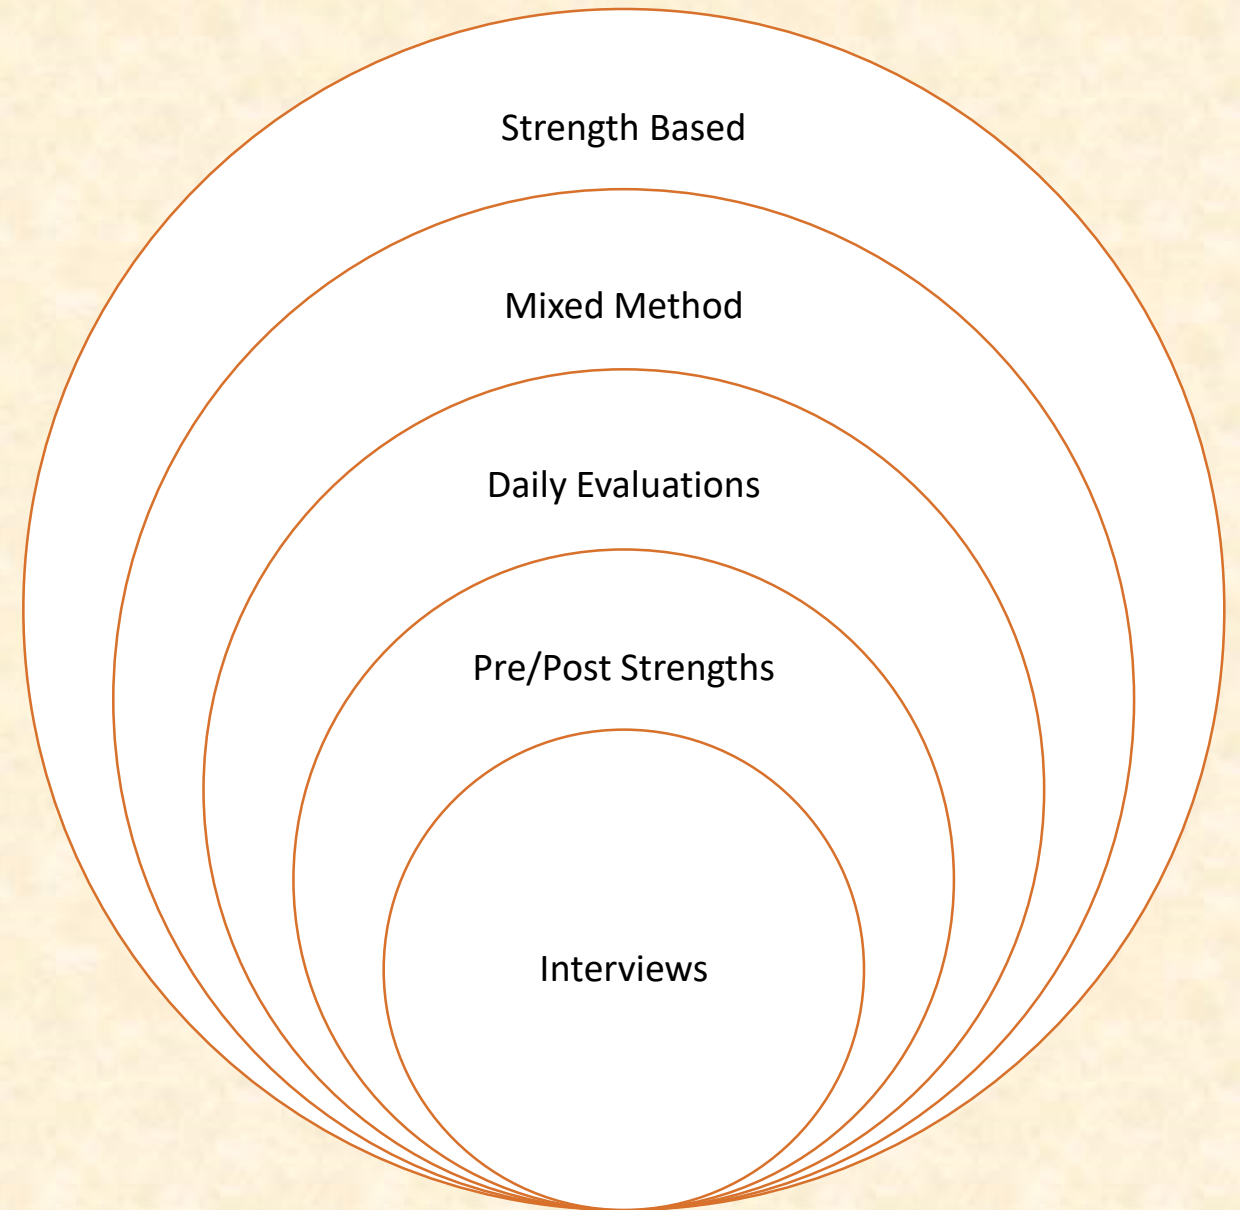 Strength Based
Mixed Method
Daily Evaluations
Pre/Post Strengths
Interviews